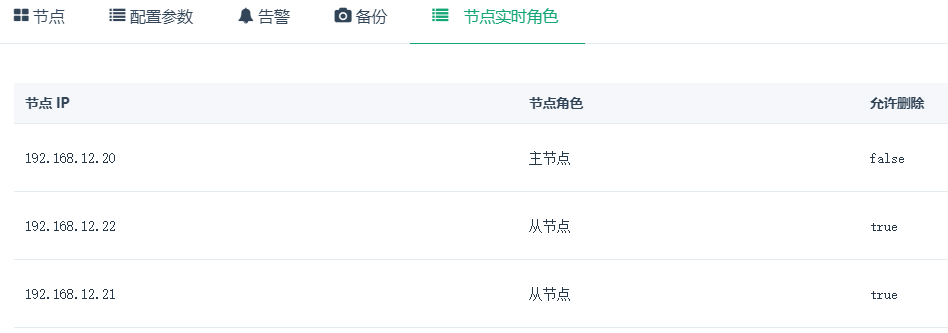 节点 配置参数 告警 备份 节点实时角色
节点 IP 节点角色 允许删除
192.168.12.20 主节点 false
192.168.12.22 从节点 true
192.168.12.21 从节点 true